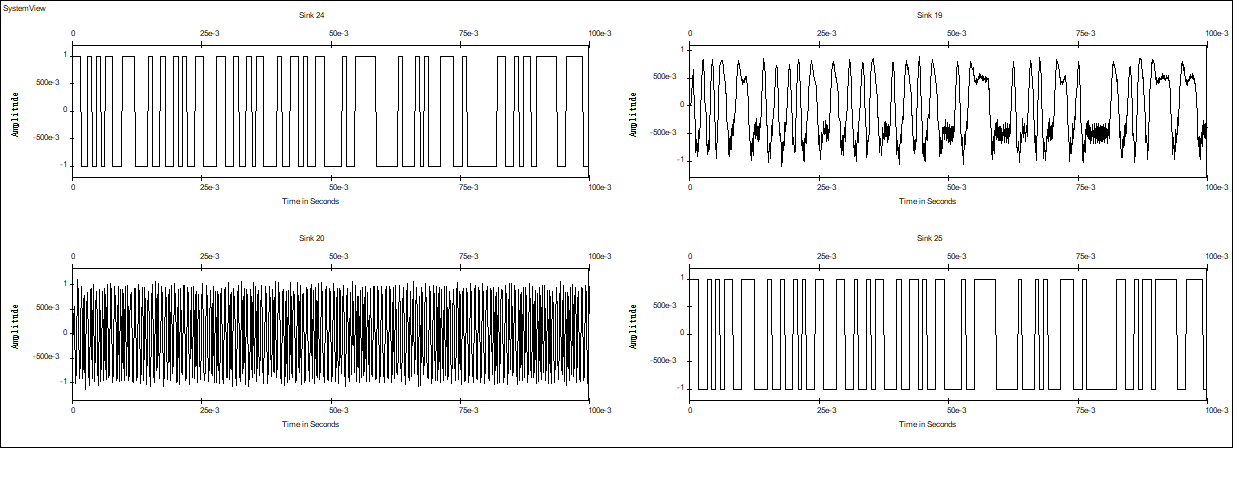 SystemView
Sink 24
0 25e-3 50e-3 75e-3 100e-3
1
500e-3
0
-500e-3
-1
Amplitude
0 25e-3 50e-3 75e-3 100e-3
Time in Seconds
Sink 19
0 25e-3 50e-3 75e-3 100e-3
1
500e-3
0
-500e-3
-1
Amplitude
0 25e-3 50e-3 75e-3 100e-3
Time in Seconds
Sink 20
0 25e-3 50e-3 75e-3 100e-3
1
500e-3
0
-500e-3
-1
Amplitude
0 25e-3 50e-3 75e-3 100e-3
Time in Seconds
Sink 25
0 25e-3 50e-3 75e-3 100e-3
1
500e-3
0
-500e-3
-1
Amplitude
0 25e-3 50e-3 75e-3 100e-3
Time in Seconds